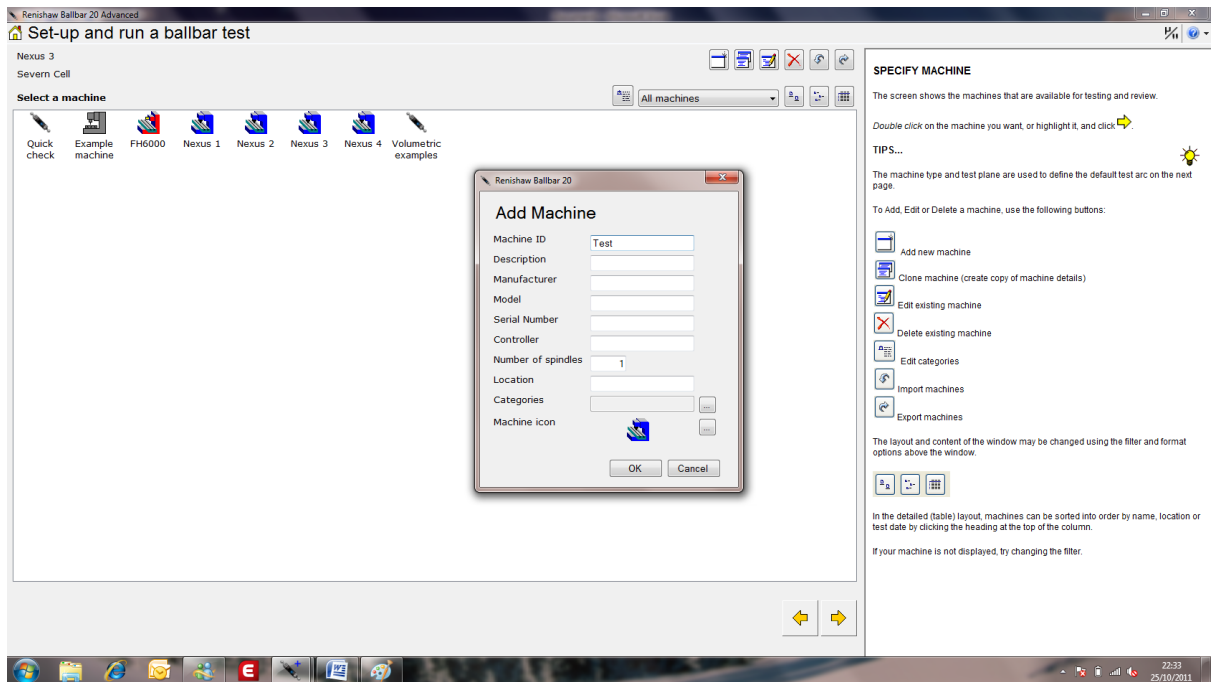 Renishaw Ballbar 20 Advanced
Set-up and run a ballbar test
Nexus 3
Severn Cell
Select a machine
All machines
Quick check
Example machine
FH6000
Nexus 1
Nexus 2
Nexus 3
Nexus 4
Volumetric examples
Renishaw Ballbar 20
Add Machine
Machine ID Test
Description
Manufacturer
Model
Serial Number
Controller
Number of spindles 1
Location
Categories ...
Machine icon ...
OK Cancel
SPECIFY MACHINE
The screen shows the machines that are available for testing and review.
Double click on the machine you want, or highlight it, and click .
TIPS...
The machine type and test plane are used to define the default test arc on the next
page.
To Add, Edit or Delete a machine, use the following buttons:
Add new machine
Clone machine (create copy of machine details)
Edit existing machine
Delete existing machine
Edit categories
Import machines
Export machines
The layout and content of the window may be changed using the filter and format
options above the window.
In the detailed (table) layout, machines can be sorted into order by name, location or
test date by clicking the heading at the top of the column.
If your machine is not displayed, try changing the filter.
22:33
25/10/2011